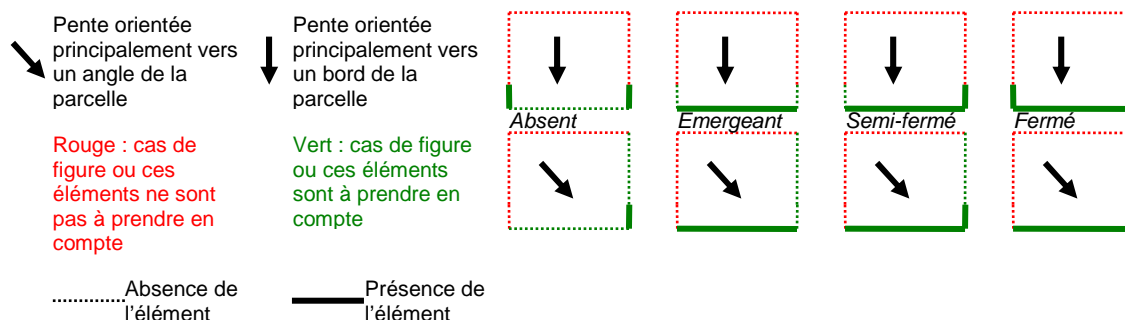 Pente orientée
principalement vers
un angle de la
parcelle
Pente orientée
principalement vers
un bord de la
parcelle
Rouge : cas de
figure ou ces
éléments ne sont
pas à prendre en
compte
Vert : cas de figure
ou ces éléments
sont à prendre en
compte
Absent
Emergeant
Semi-fermé
Fermé
Absence de
l'élément
Présence de
l'élément